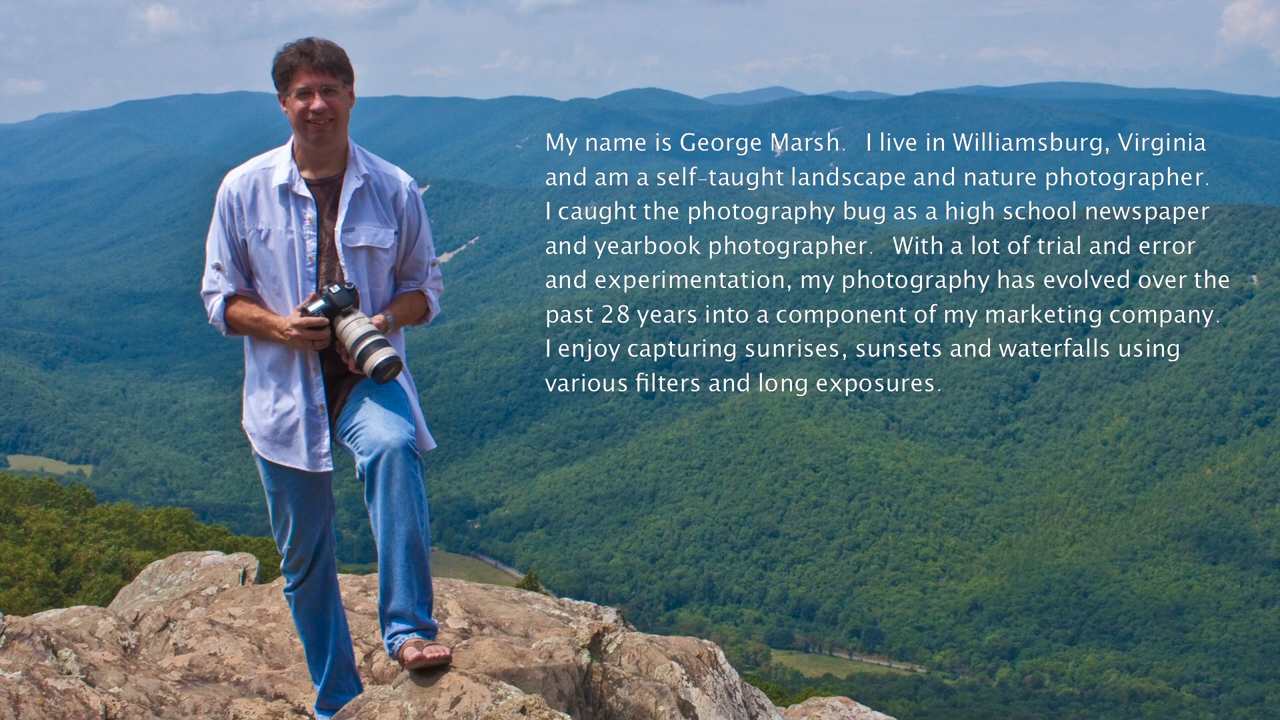 My name is George Marsh.  I live in Williamsburg, Virginia
and am a self-taught landscape and nature photographer.
I caught the photography bug as a high school newspaper
and yearbook photographer.  With a lot of trial and error
and experimentation, my photography has evolved over the
past 28 years into a component of my marketing company.
I enjoy capturing sunrises, sunsets and waterfalls using
various filters and long exposures.